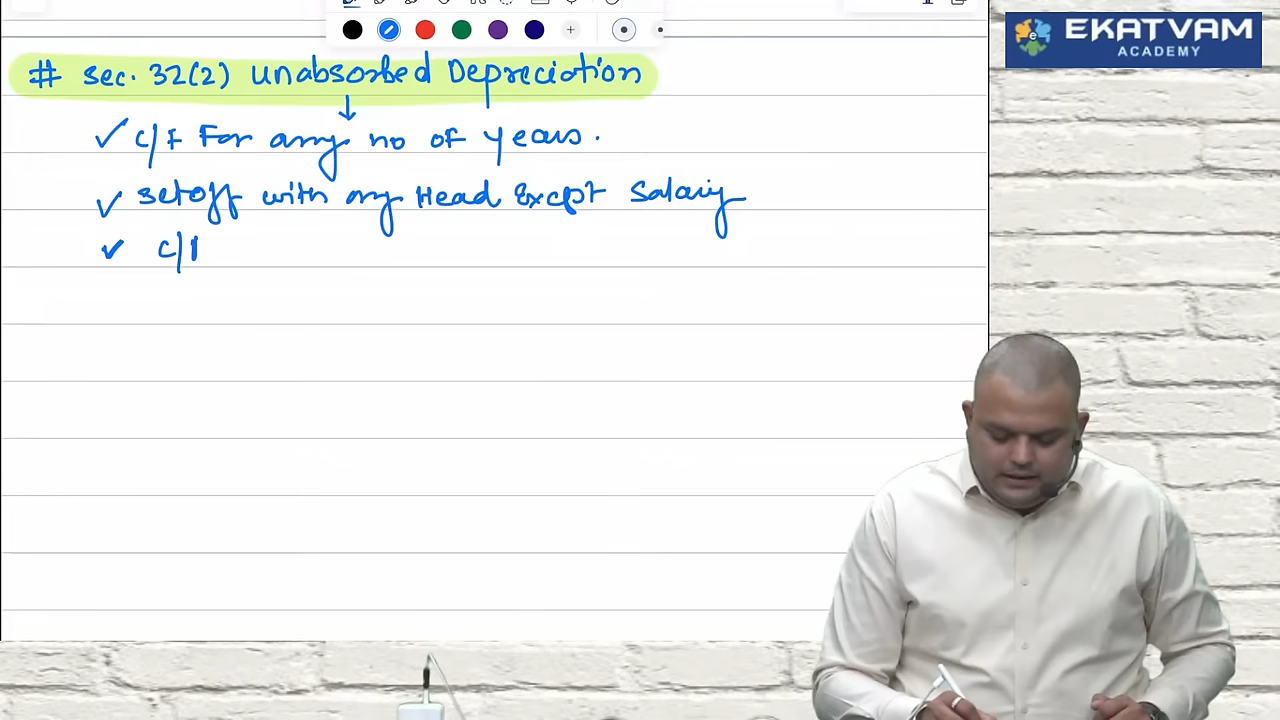 EKATVAM
ACADEMY
# Sec. 32(2) Unabsorbed Depreciation
✓ C/F For any no of years.
✓ Setoff with any Head Except Salary
✓ C/